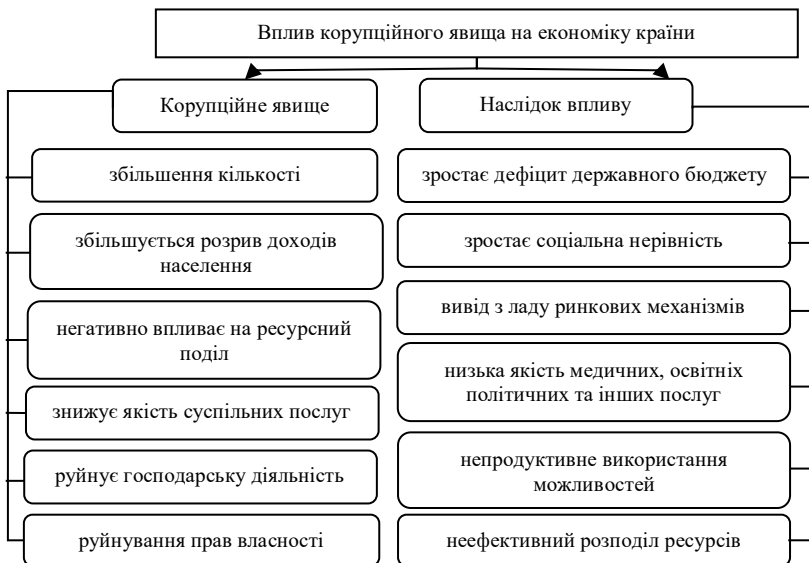 Вплив корупційного явища на економіку країни
Корупційне явище
Наслідок впливу
збільшення кількості
зростає дефіцит державного бюджету
збільшується розрив доходів
населення
зростає соціальна нерівність
негативно впливає на ресурсний
поділ
вивід з ладу ринкових механізмів
знижує якість суспільних послуг
низька якість медичних, освітніх
політичних та інших послуг
руйнує господарську діяльність
непродуктивне використання
можливостей
руйнування прав власності
неефективний розподіл ресурсів